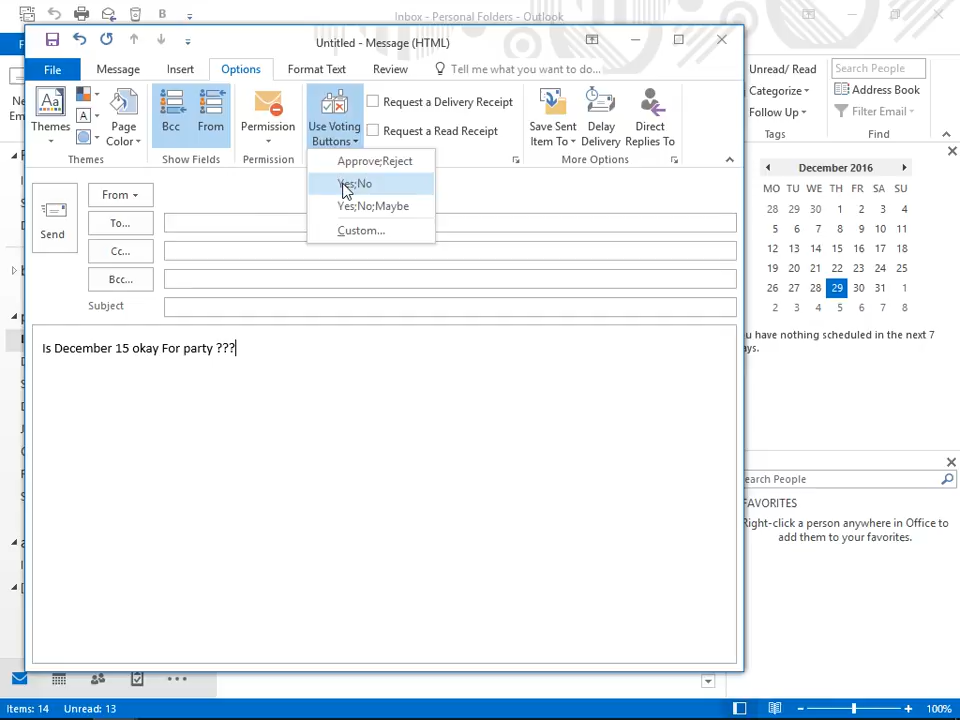 Inbox - Personal Folders - Outlook
Untitled - Message (HTML)
File
Message
Insert
Options
Format Text
Review
Tell me what you want to do...
Themes
Page
Color
Bcc
From
Permission
Use Voting
Buttons
Request a Delivery Receipt
Request a Read Receipt
Save Sent
Item To
Delay
Delivery
Direct
Replies To
Themes
Show Fields
Permission
More Options
Approve;Reject
Yes;No
Yes;No;Maybe
Custom...
Send
From
To...
Cc...
Bcc...
Subject
Is December 15 okay For party ???
Unread/ Read
Categorize
Follow Up
Tags
Search People
Address Book
Filter Email
Find
December 2016
MO TU WE TH FR SA SU
28 29 30 1 2 3 4
5 6 7 8 9 10 11
12 13 14 15 16 17 18
19 20 21 22 23 24 25
26 27 28 29 30 31 1
2 3 4 5 6 7 8
ou have nothing scheduled in the next 7
ays.
earch People
FAVORITES
Right-click a person anywhere in Office to
add them to your favorites.
Items: 14 Unread: 13
100%